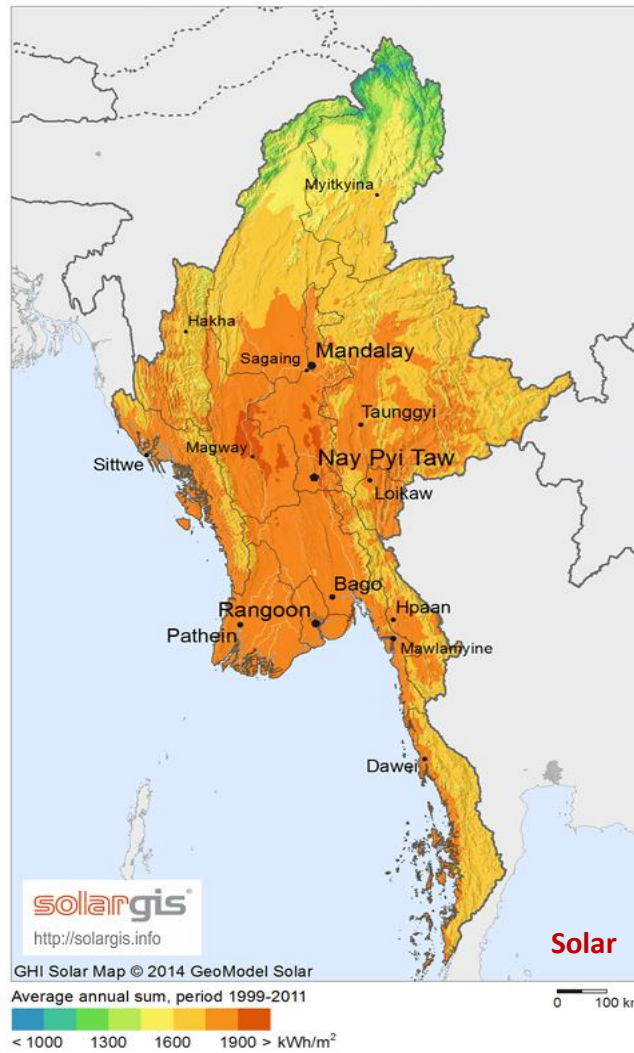 Myitkyina
Hakha
Sagaing
Mandalay
Taunggyi
Magway
Nay Pyi Taw
Sittwe
Loikaw
Bago
Rangoon
Hpaan
Pathein
Mawlamyine
Dawei
solargis
http://solargis.info
Solar
GHI Solar Map © 2014 GeoModel Solar
Average annual sum, period 1999-2011
0 100 km
< 1000 1300 1600 1900 > kWh/m²